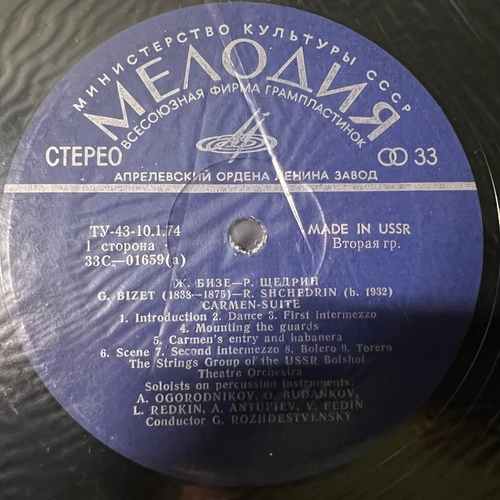 МИНИСТЕРСТВО КУЛЬТУРЫ СССР
МЕЛОДИЯ
ВСЕСОЮЗНАЯ ФИРМА ГРАМПЛАСТИНОК
СТЕРЕО 33
АПРЕЛЕВСКИЙ ОРДЕНА ЛЕНИНА ЗАВОД
ТУ-43-10.1.74 MADE IN USSR
1 сторона Вторая гр.
33С—01659(а)
Ж. БИЗЕ—Р. ЩЕДРИН
G. BIZET (1838—1875)—R. SHCHEDRIN (b. 1932)
CARMEN-SUITE
1. Introduction 2. Dance 3. First intermezzo
4. Mounting the guards
5. Carmen's entry and habanera
6. Scene 7. Second intermezzo 8. Bolero 9. Torero
The Strings Group of the USSR Bolshoi
Theatre Orchestra
Soloists on percussion instruments.
A. OGORODNIKOV, O. BUDANKOV,
L. REDKIN, A. V. FEDIN
Conductor G. ROZHDESTVENSKY